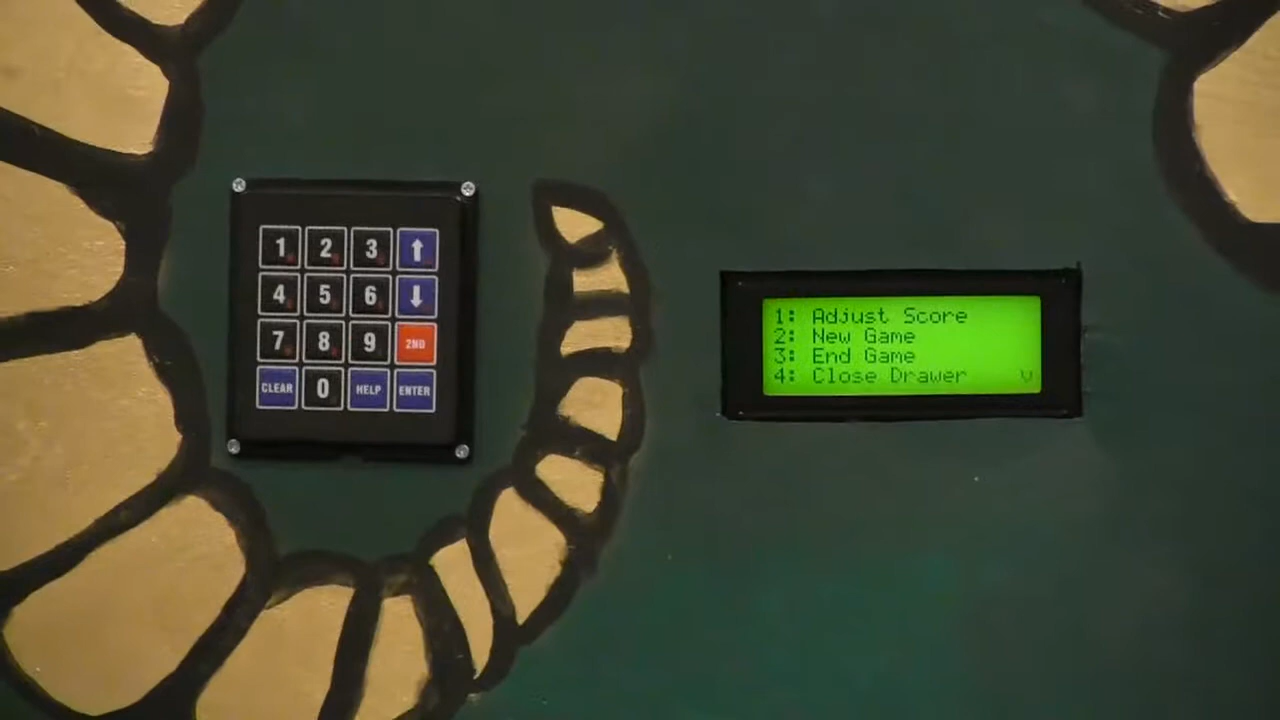 1 2 3 ↑
4 5 6 ↓
7 8 9 2ND
CLEAR 0 HELP ENTER
1: Adjust Score
2: New Game
3: End Game
4: Close Drawer v